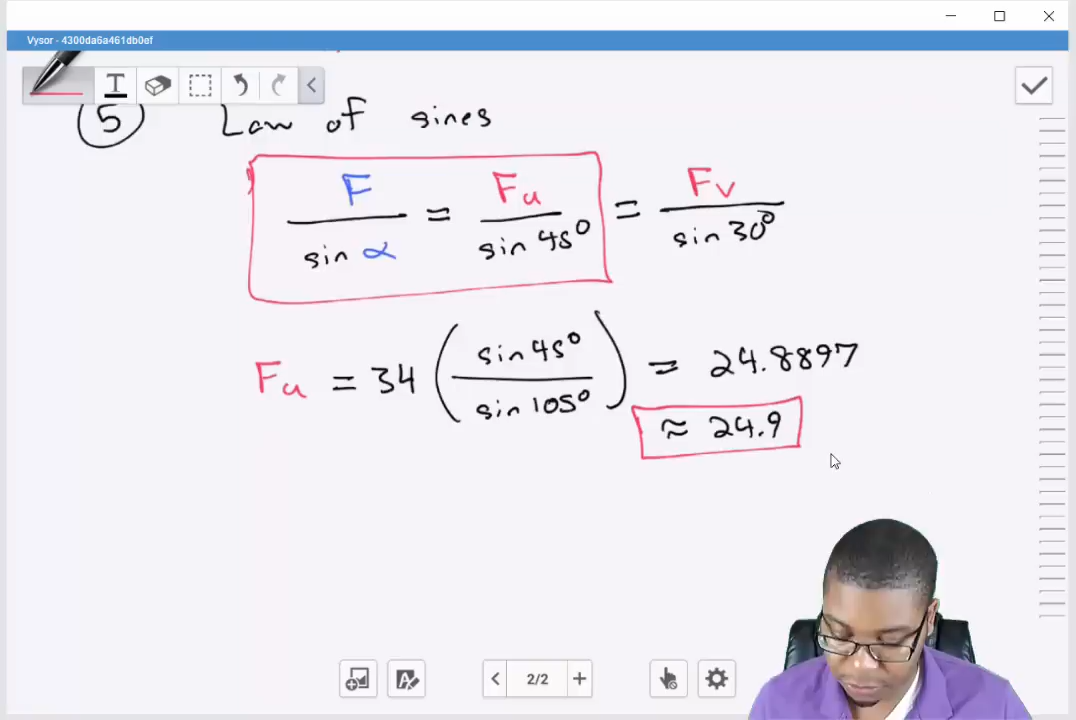 Vysor - 4300da6a461db0ef
T
5 Law of sines
F/sin α = Fu/sin 45° = Fv/sin 30°
Fu = 34 (sin 45°/sin 105°) = 24.8897
≈ 24.9
2/2